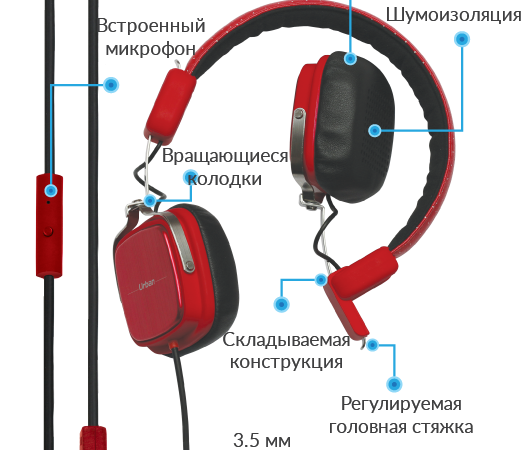 Шумоизоляция
Встроенный
микрофон
Вращающиеся
колодки
Urban
Складываемая
конструкция
Регулируемая
головная стяжка
3.5 мм